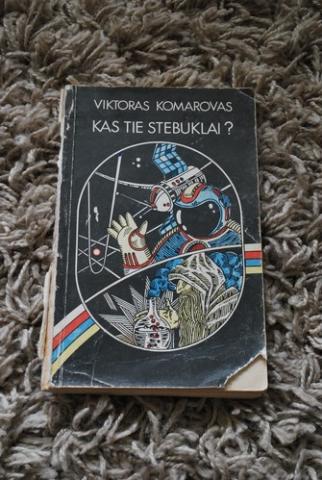 VIKTORAS KOMAROVAS
KAS TIE STEBUKLAI?